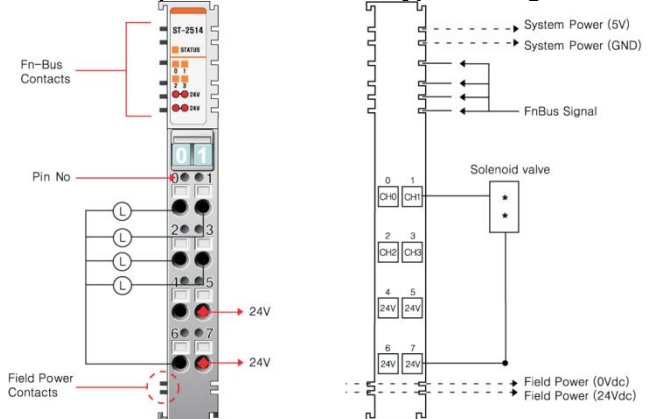 ST-2514
STATUS
0 1
2 3
24V
24V
Fn-Bus
Contacts
01
Pin No
0 1
L
2 3
L
L
L
4 5
24V
6 7
24V
Field Power
Contacts
System Power (5V)
System Power (GND)
FnBus Signal
Solenoid valve
0 1
CH0 CH1
* 
*
2 3
CH2 CH3
4 5
24V 24V
6 7
24V 24V
Field Power (0Vdc)
Field Power (24Vdc)